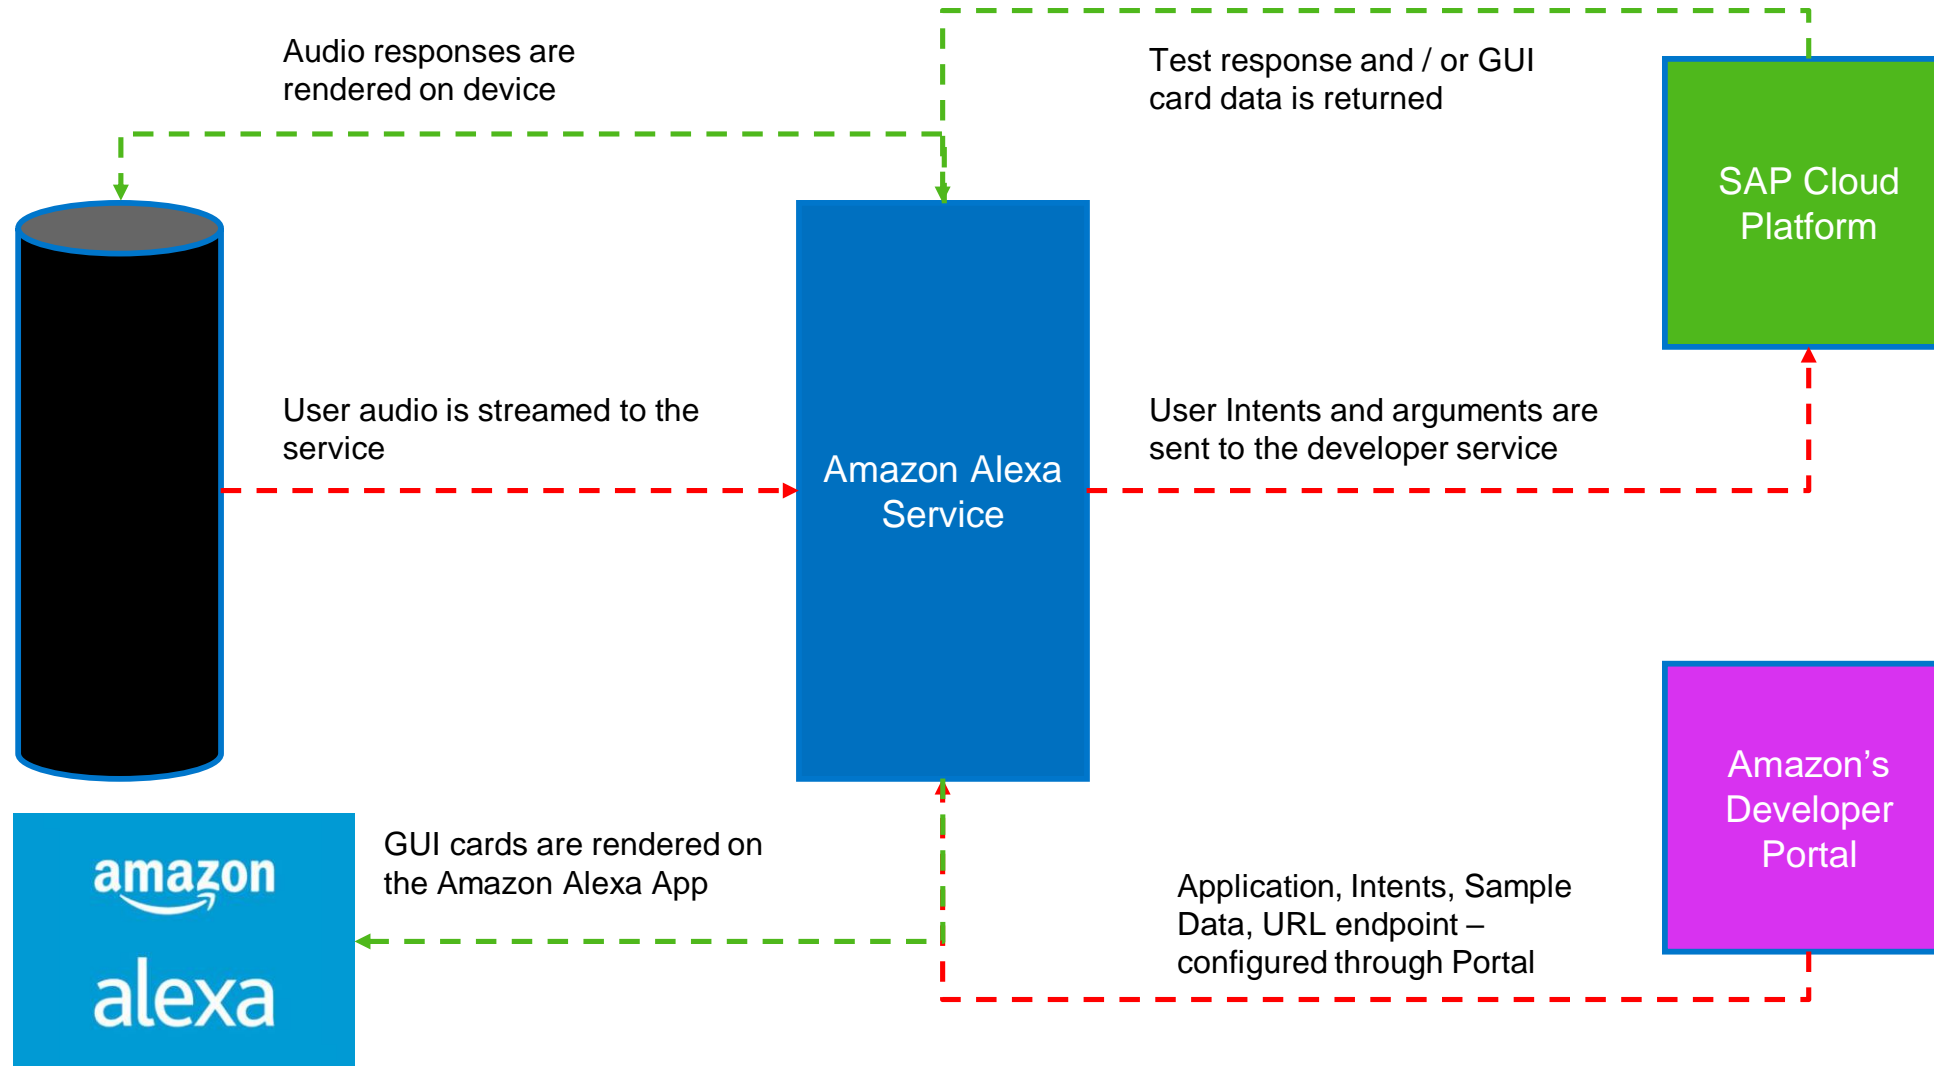 Audio responses are
rendered on device
Test response and / or GUI
card data is returned
SAP Cloud
Platform
User audio is streamed to the
service
User Intents and arguments are
sent to the developer service
Amazon Alexa
Service
Amazon’s
Developer
Portal
GUI cards are rendered on
the Amazon Alexa App
amazon
alexa
Application, Intents, Sample
Data, URL endpoint –
configured through Portal